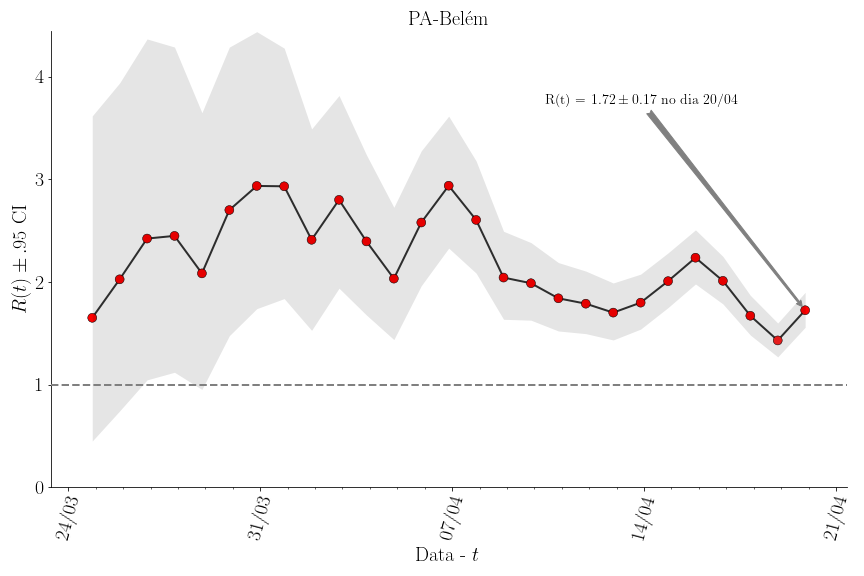 PA-Belém
R(t) = 1.72 ± 0.17 no dia 20/04
R(t) ± .95 CI
4
3
2
1
0
24/03
31/03
07/04
14/04
21/04
Data - t